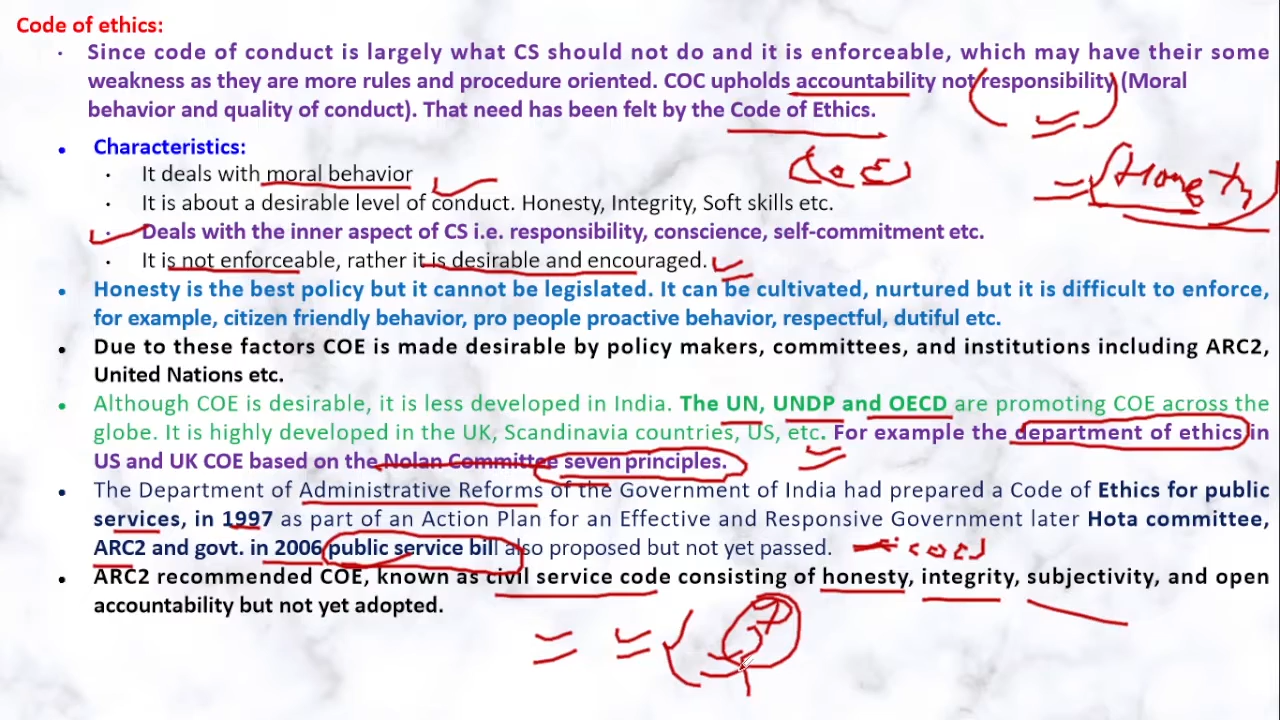 Code of ethics:
· Since code of conduct is largely what CS should not do and it is enforceable, which may have their some
weakness as they are more rules and procedure oriented. COC upholds accountability not responsibility (Moral
behavior and quality of conduct). That need has been felt by the Code of Ethics.
• Characteristics:
(COE)
Honesty
· It deals with moral behavior
· It is about a desirable level of conduct. Honesty, Integrity, Soft skills etc.
· Deals with the inner aspect of CS i.e. responsibility, conscience, self-commitment etc.
· It is not enforceable, rather it is desirable and encouraged.
• Honesty is the best policy but it cannot be legislated. It can be cultivated, nurtured but it is difficult to enforce,
for example, citizen friendly behavior, pro people proactive behavior, respectful, dutiful etc.
• Due to these factors COE is made desirable by policy makers, committees, and institutions including ARC2,
United Nations etc.
• Although COE is desirable, it is less developed in India. The UN, UNDP and OECD are promoting COE across the
globe. It is highly developed in the UK, Scandinavia countries, US, etc. For example the department of ethics in
US and UK COE based on the Nolan Committee seven principles.
• The Department of Administrative Reforms of the Government of India had prepared a Code of Ethics for public
services, in 1997 as part of an Action Plan for an Effective and Responsive Government later Hota committee,
ARC2 and govt. in 2006 public service bill also proposed but not yet passed. (COE)
• ARC2 recommended COE, known as civil service code consisting of honesty, integrity, subjectivity, and open
accountability but not yet adopted.